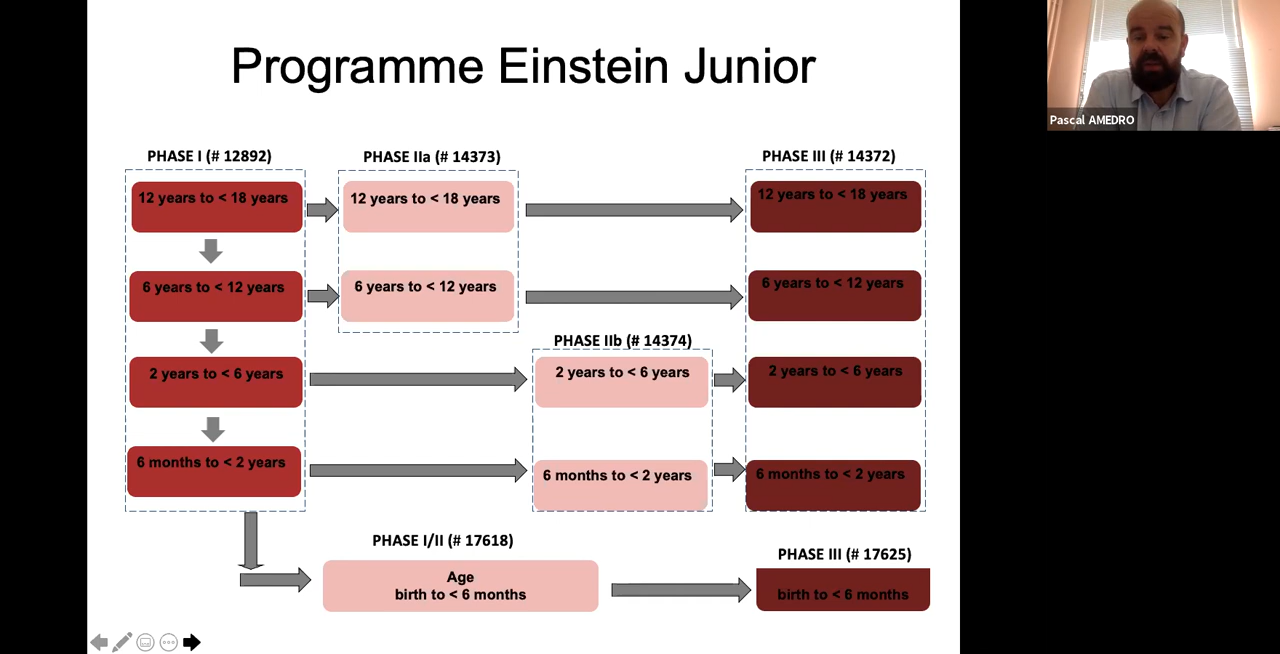 Programme Einstein Junior
Pascal AMEDRO
PHASE I (# 12892)
PHASE IIa (# 14373)
PHASE III (# 14372)
12 years to < 18 years
12 years to < 18 years
12 years to < 18 years
6 years to < 12 years
6 years to < 12 years
6 years to < 12 years
PHASE IIb (# 14374)
2 years to < 6 years
2 years to < 6 years
2 years to < 6 years
6 months to < 2 years
6 months to < 2 years
6 months to < 2 years
PHASE I/II (# 17618)
PHASE III (# 17625)
Age
birth to < 6 months
birth to < 6 months